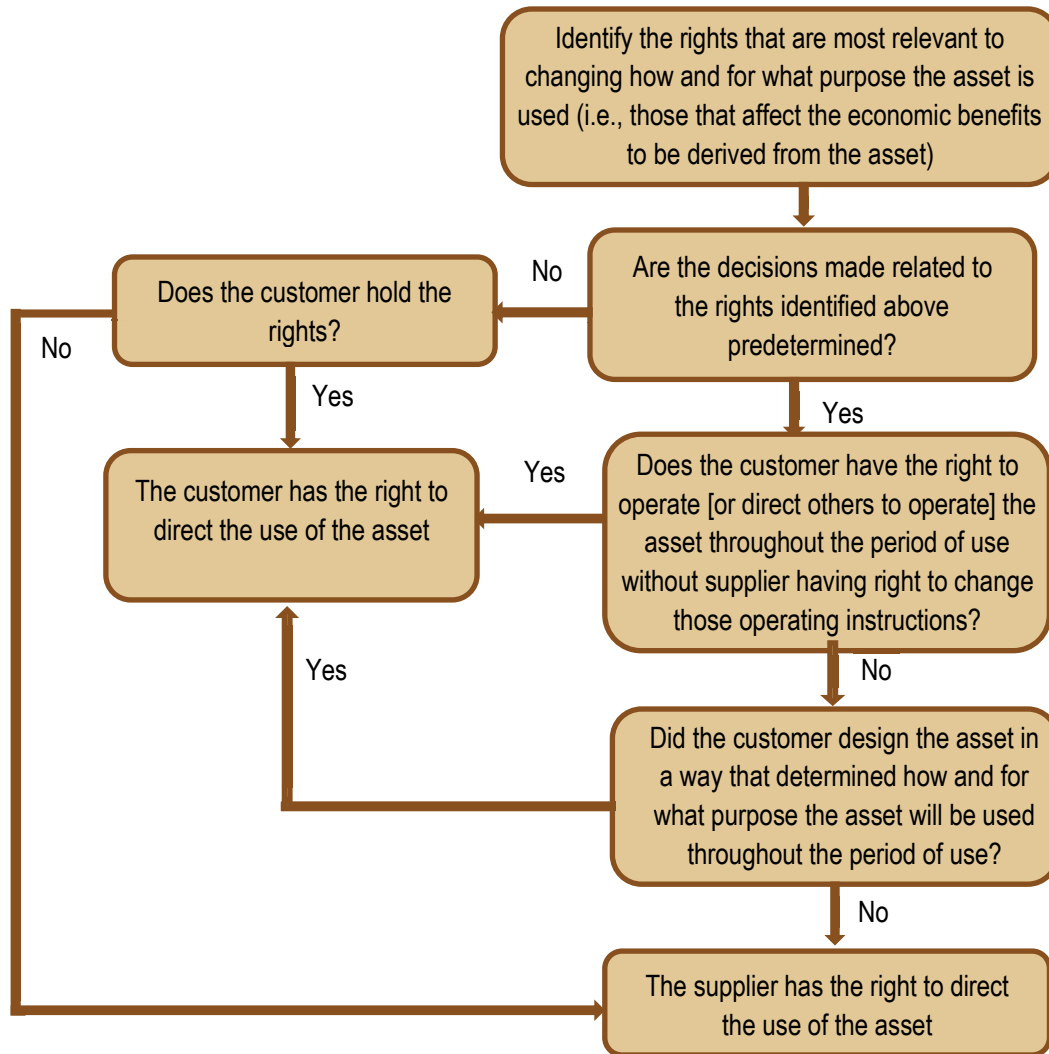 Identify the rights that are most relevant to
changing how and for what purpose the asset is
used (i.e., those that affect the economic benefits
to be derived from the asset)
No
Are the decisions made related to
the rights identified above
predetermined?
Does the customer hold the
rights?
No
Yes
Yes
Does the customer have the right to
operate [or direct others to operate] the
asset throughout the period of use
without supplier having right to change
those operating instructions?
Yes
The customer has the right to
direct the use of the asset
Yes
No
Did the customer design the asset in
a way that determined how and for
what purpose the asset will be used
throughout the period of use?
No
The supplier has the right to direct
the use of the asset